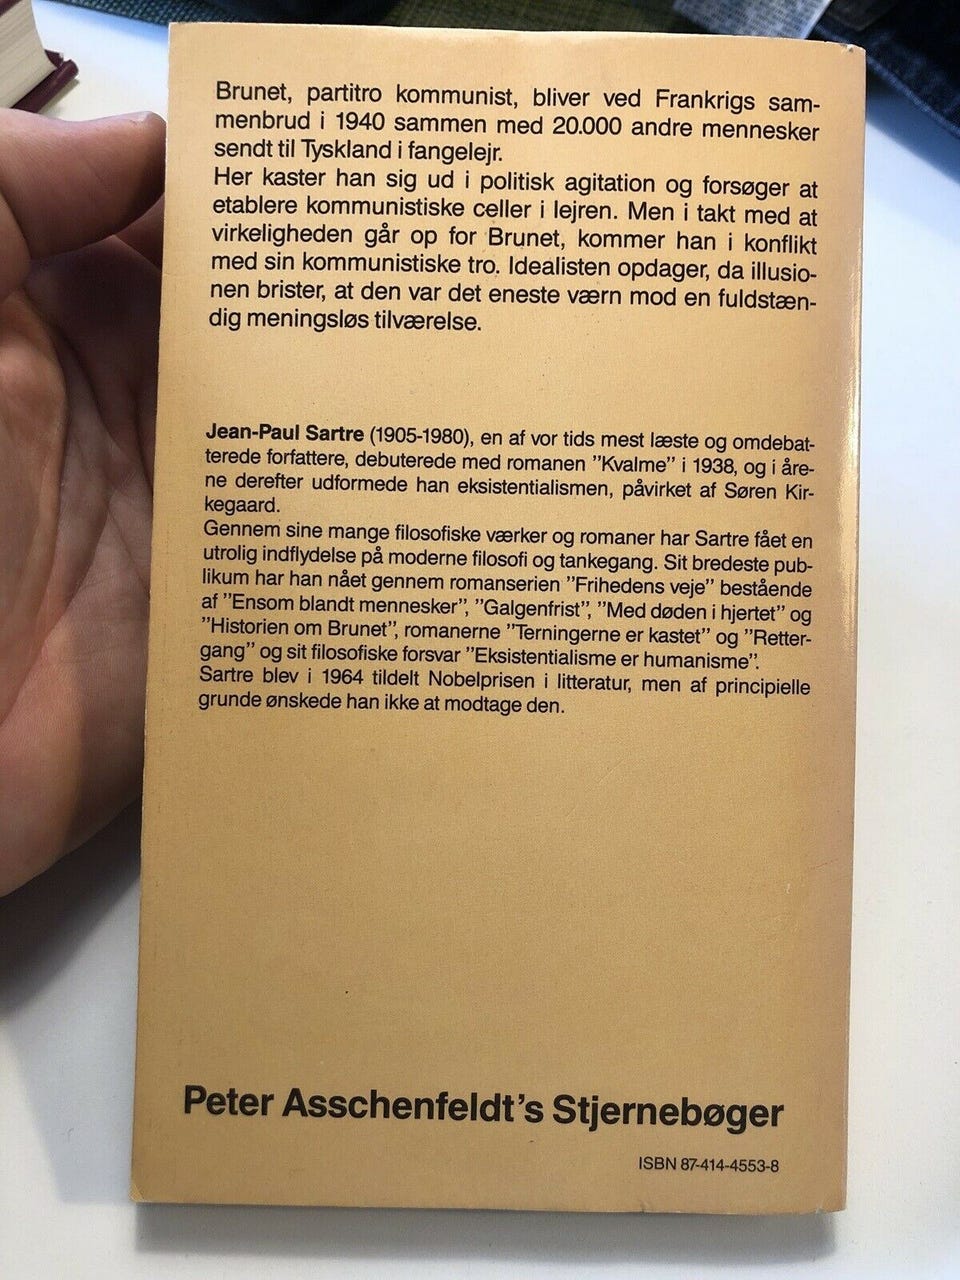 Brunet, partitro kommunist, bliver ved Frankrigs sam-
menbrud i 1940 sammen med 20.000 andre mennesker
sendt til Tyskland i fangelejr.
Her kaster han sig ud i politisk agitation og forsøger at
etablere kommunistiske celler i lejren. Men i takt med at
virkeligheden går op for Brunet, kommer han i konflikt
med sin kommunistiske tro. Idealisten opdager, da illusio-
nen brister, at den var det eneste værn mod en fuldstæn-
dig meningsløs tilværelse.
Jean-Paul Sartre (1905-1980), en af vor tids mest læste og omdebat-
terede forfattere, debuterede med romanen ”Kvalme” i 1938, og i åre-
ne derefter udformede han eksistentialismen, påvirket af Søren Kir-
kegaard.
Gennem sine mange filosofiske værker og romaner har Sartre fået en
utrolig indflydelse på moderne filosofi og tankegang. Sit bredeste pub-
likum har han nået gennem romanserien ”Frihedens veje” bestående
af ”Ensom blandt mennesker”, ”Galgenfrist”, ”Med døden i hjertet” og
”Historien om Brunet”, romanerne ”Terningerne er kastet” og ”Retter-
gang” og sit filosofiske forsvar ”Eksistentialisme er humanisme”.
Sartre blev i 1964 tildelt Nobelprisen i litteratur, men af principielle
grunde ønskede han ikke at modtage den.
Peter Asschenfeldt’s Stjernebøger
ISBN 87-414-4553-8